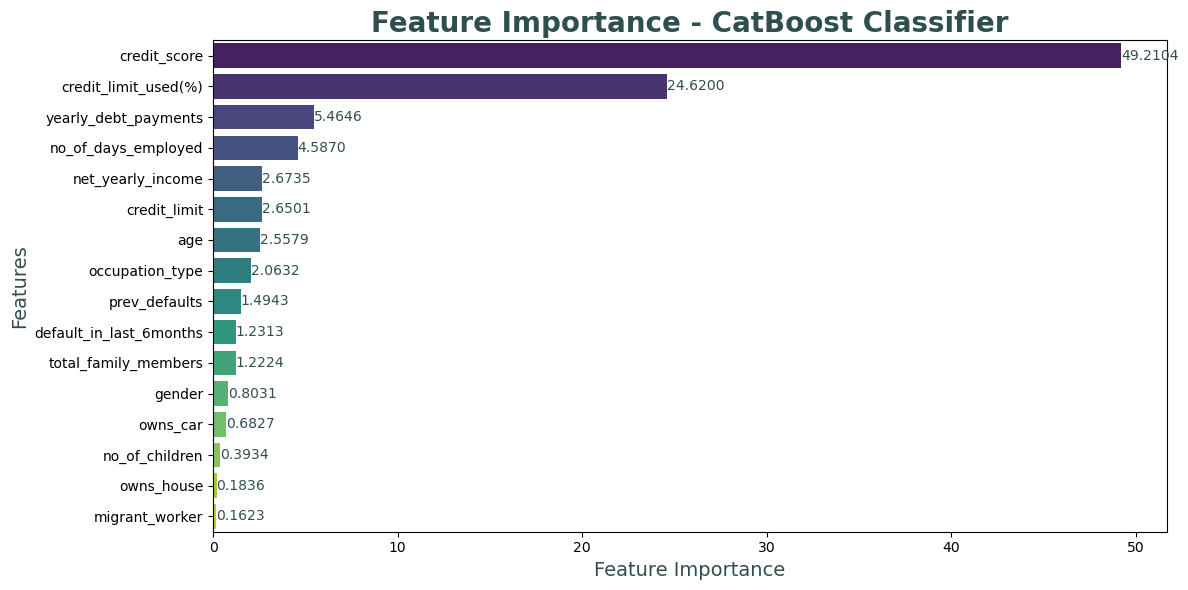 Feature Importance - CatBoost Classifier
Features
credit_score 49.2104
credit_limit_used(%) 24.6200
yearly_debt_payments 5.4646
no_of_days_employed 4.5870
net_yearly_income 2.6735
credit_limit 2.6501
age 2.5579
occupation_type 2.0632
prev_defaults 1.4943
default_in_last_6months 1.2313
total_family_members 1.2224
gender 0.8031
owns_car 0.6827
no_of_children 0.3934
owns_house 0.1836
migrant_worker 0.1623
0 10 20 30 40 50
Feature Importance